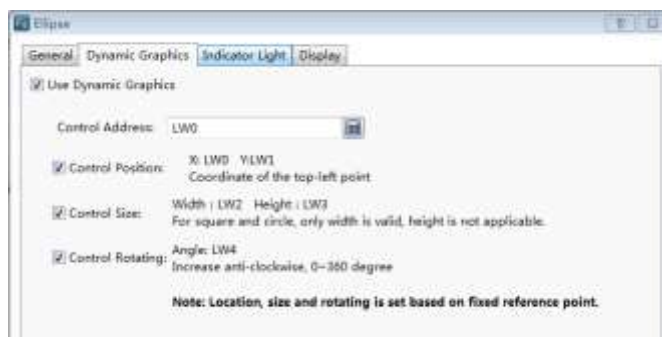 Ellipse
General Dynamic Graphics Indicator Light Display
Use Dynamic Graphics
Control Address: LW0
Control Position: X: LW0 Y:LW1
Coordinate of the top-left point
Control Size: Width : LW2 Height : LW3
For square and circle, only width is valid, height is not applicable.
Control Rotating: Angle: LW4
Increase anti-clockwise, 0~360 degree
Note: Location, size and rotating is set based on fixed reference point.